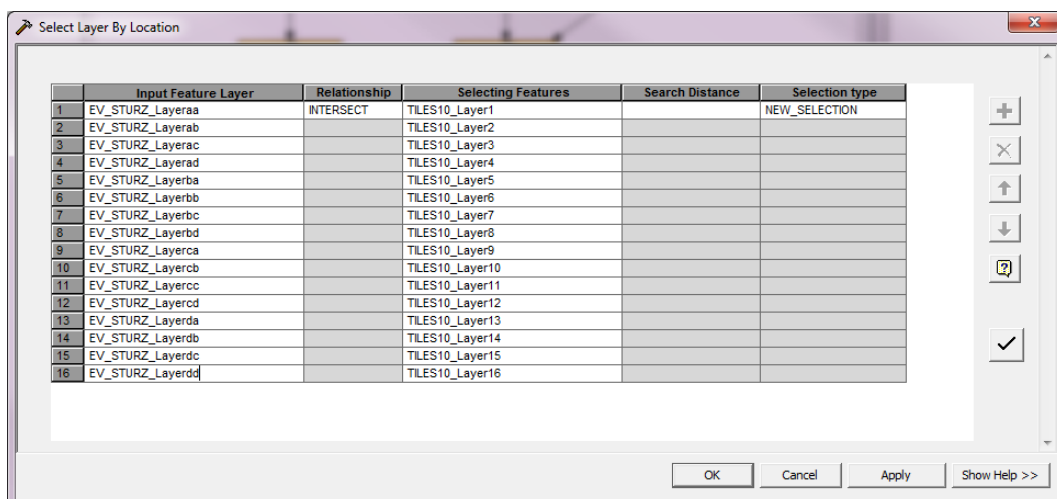 Select Layer By Location
Input Feature Layer Relationship Selecting Features Search Distance Selection type
1 EV_STURZ_Layeraa INTERSECT TILES10_Layer1 NEW_SELECTION
2 EV_STURZ_Layerab TILES10_Layer2
3 EV_STURZ_Layerac TILES10_Layer3
4 EV_STURZ_Layerad TILES10_Layer4
5 EV_STURZ_Layerba TILES10_Layer5
6 EV_STURZ_Layerbb TILES10_Layer6
7 EV_STURZ_Layerbc TILES10_Layer7
8 EV_STURZ_Layerbd TILES10_Layer8
9 EV_STURZ_Layerca TILES10_Layer9
10 EV_STURZ_Layercb TILES10_Layer10
11 EV_STURZ_Layercc TILES10_Layer11
12 EV_STURZ_Layercd TILES10_Layer12
13 EV_STURZ_Layerda TILES10_Layer13
14 EV_STURZ_Layerdb TILES10_Layer14
15 EV_STURZ_Layerdc TILES10_Layer15
16 EV_STURZ_Layerdd TILES10_Layer16
OK Cancel Apply Show Help >>